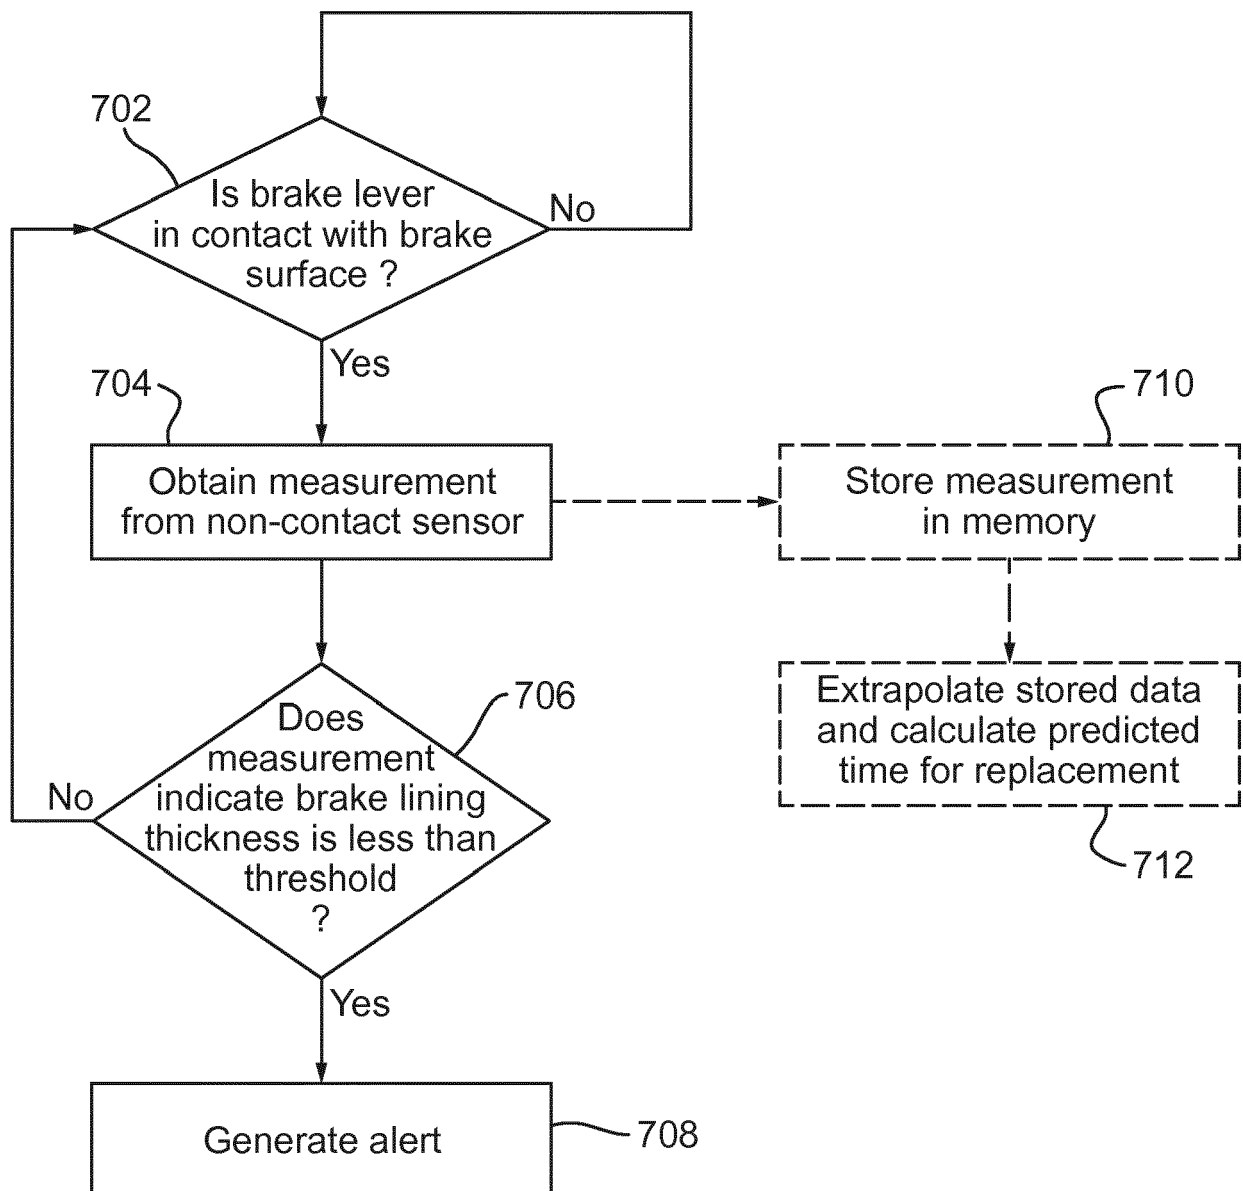 702
Is brake lever
in contact with brake
surface ?
No
Yes
704
Obtain measurement
from non-contact sensor
710
Store measurement
in memory
706
Does
measurement
indicate brake lining
thickness is less than
threshold
?
No
Yes
Extrapolate stored data
and calculate predicted
time for replacement
712
Generate alert
708